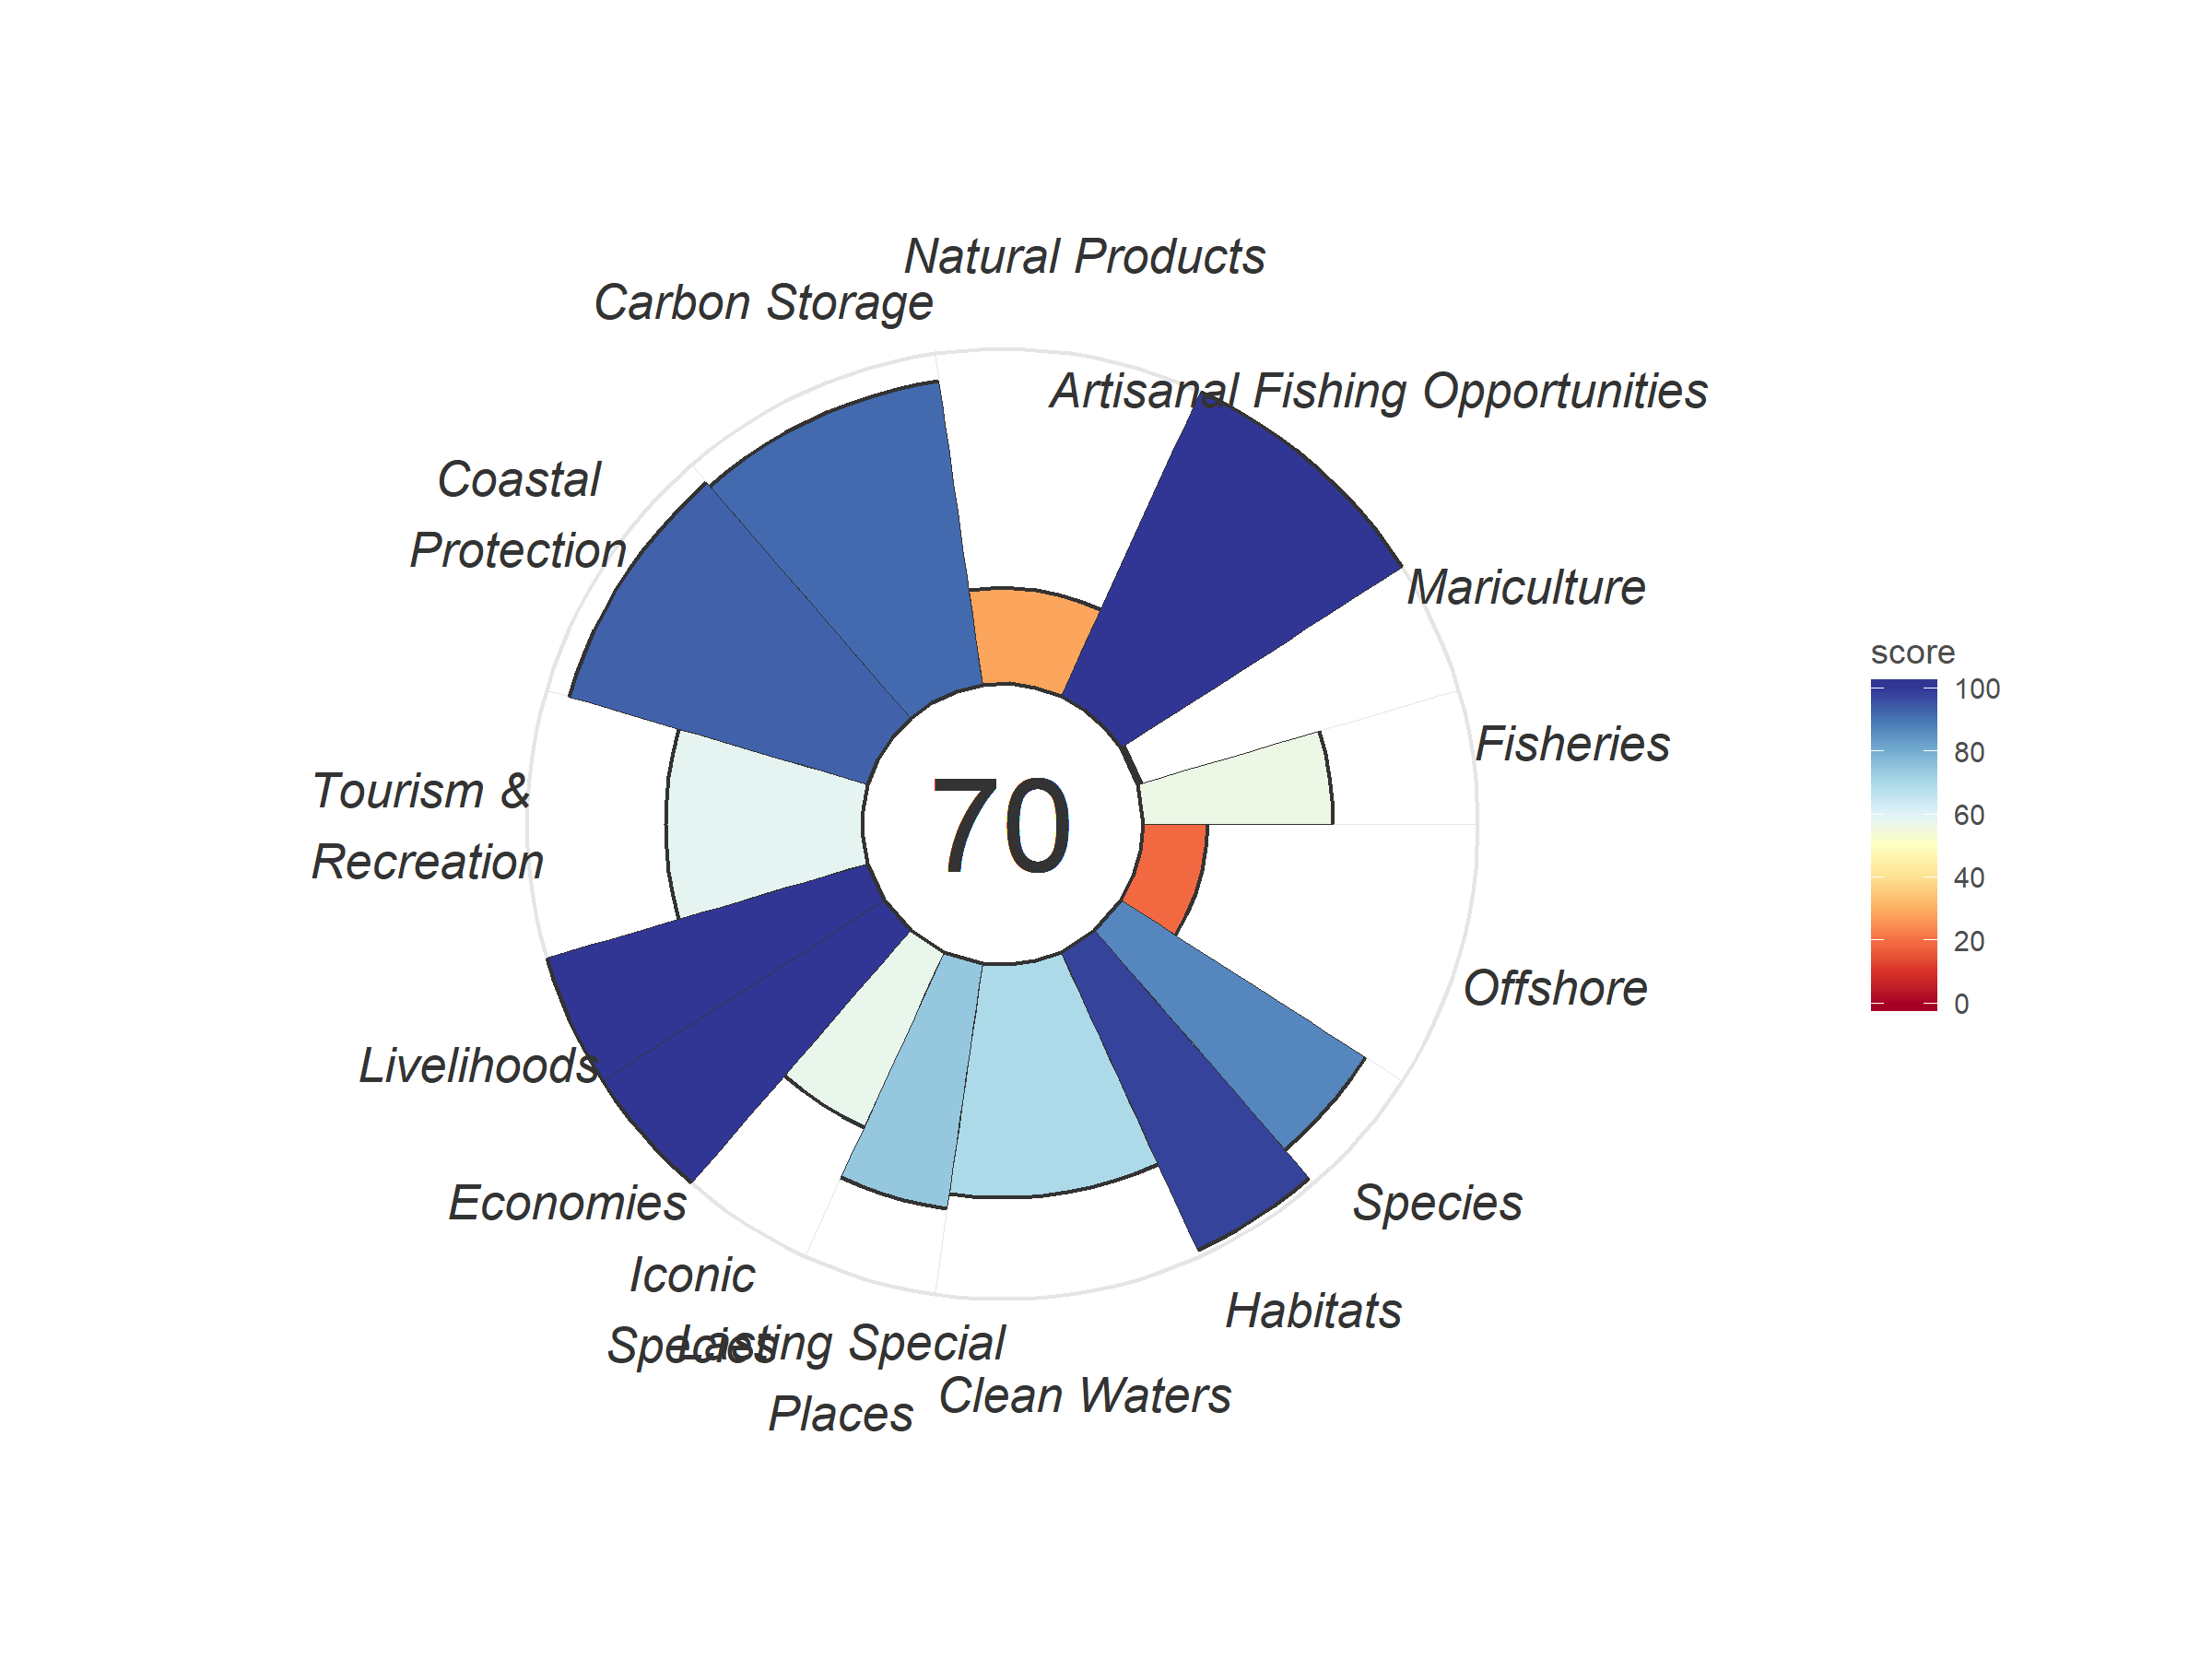 Natural Products
Carbon Storage
Artisanal Fishing Opportunities
Coastal
Protection
Mariculture
Fisheries
Tourism &
Recreation
70
Offshore
Livelihoods
Economies
Species
Iconic
Species
Habitats
Lasting Special
Places
Clean Waters
score
100
80
60
40
20
0